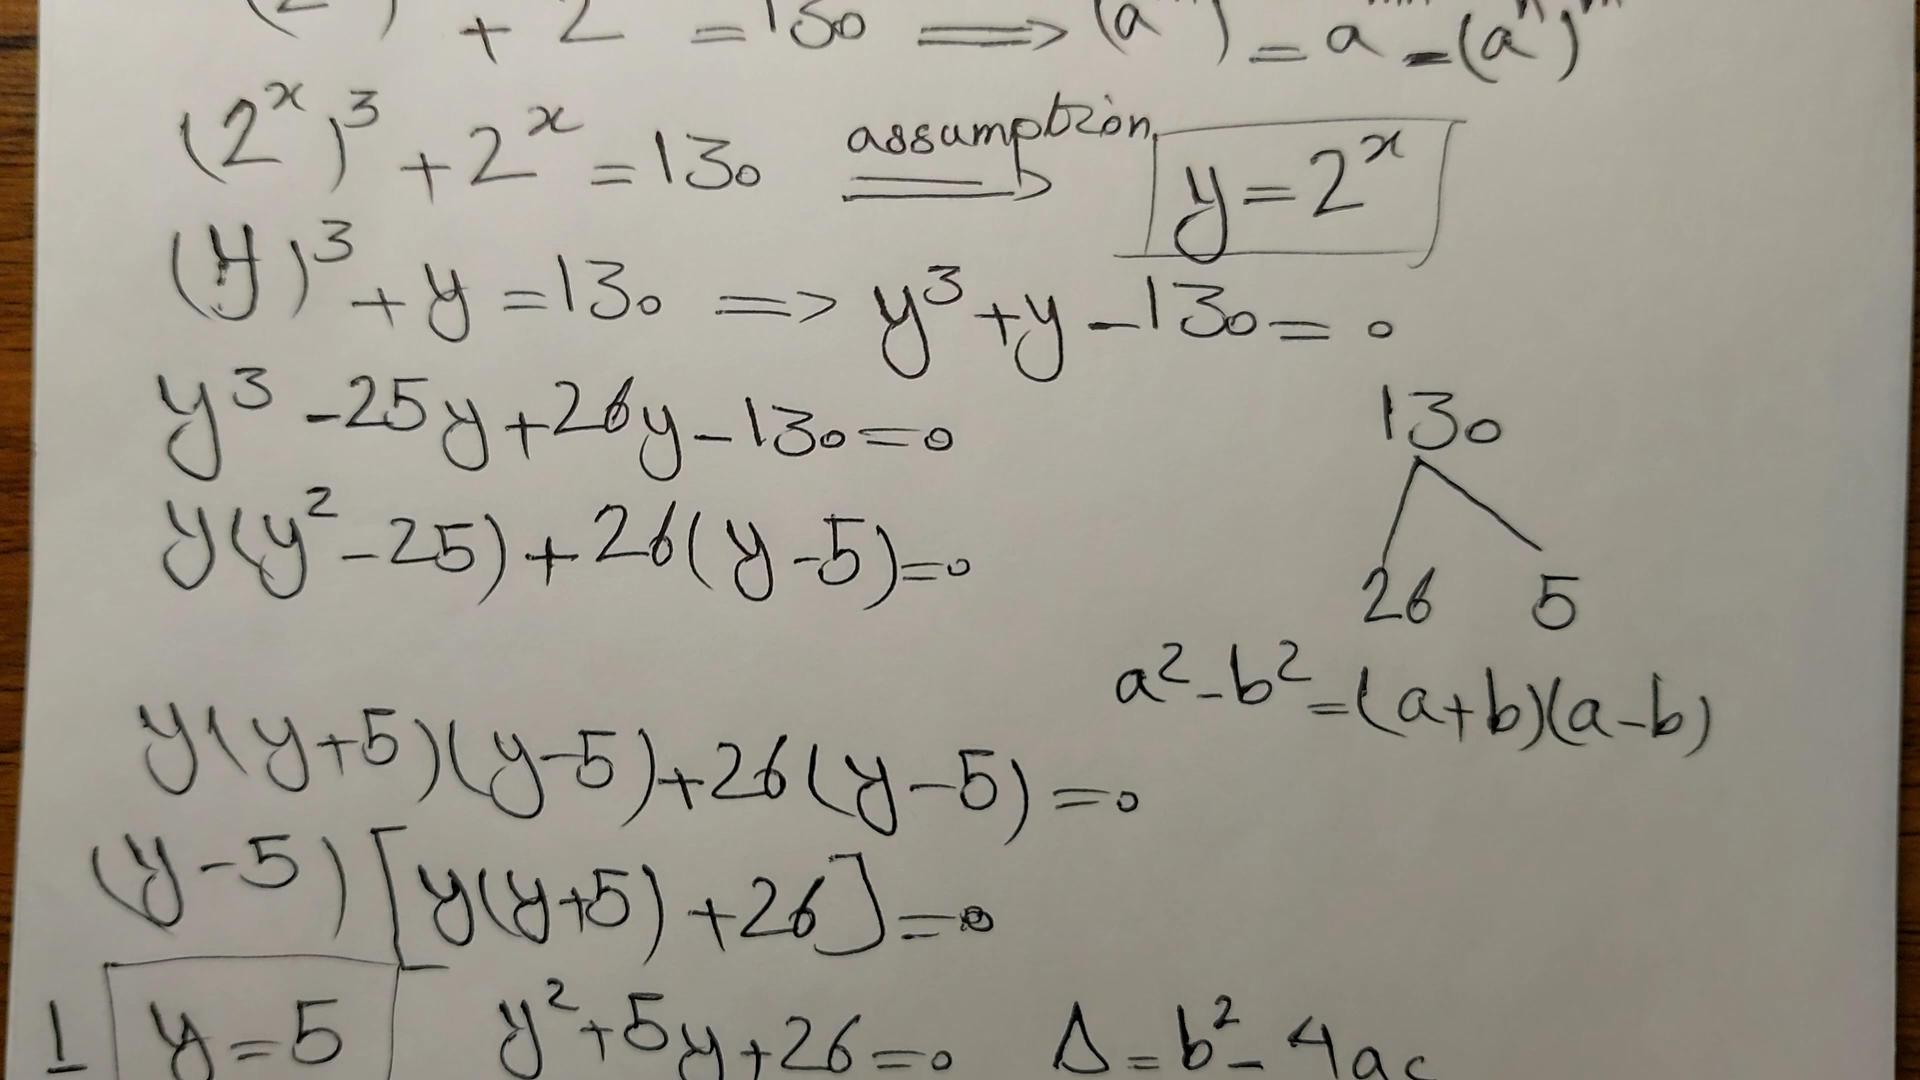 + 2 = 130 ⟹ (a ) = a = (a^n)^m
(2^x)^3 + 2^x = 130 assumption ⟹ y = 2^x
(y)^3 + y = 130 => y^3 + y - 130 = 0
y^3 - 25y + 26y - 130 = 0
130
y(y^2 - 25) + 26(y - 5) = 0
26 5
a^2 - b^2 = (a+b)(a-b)
y(y+5)(y-5) + 26(y-5) = 0
(y-5)[y(y+5) + 26] = 0
1 y = 5 y^2 + 5y + 26 = 0 Δ = b^2 - 4ac